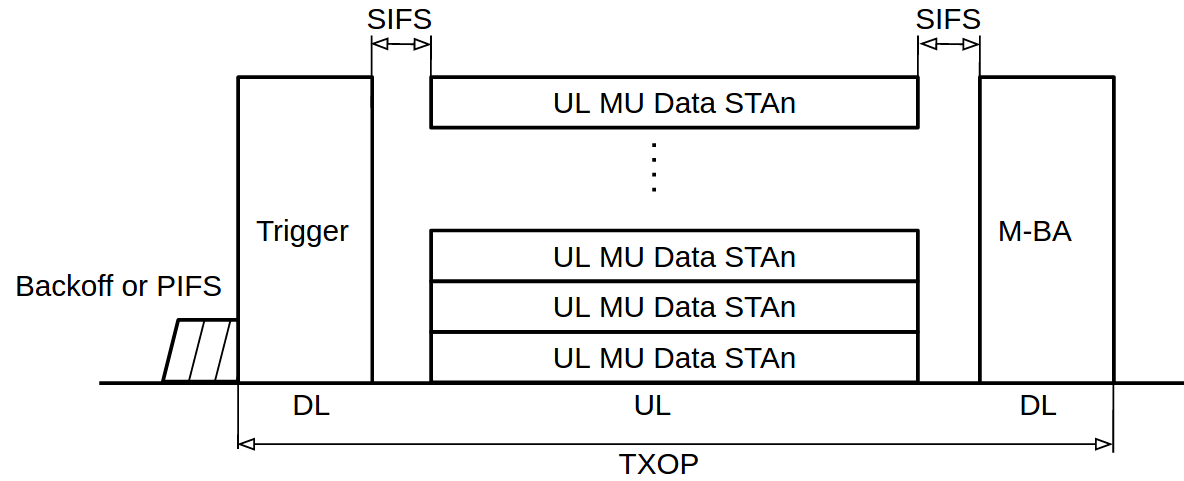 SIFS
SIFS
UL MU Data STAn
Trigger
M-BA
UL MU Data STAn
Backoff or PIFS
UL MU Data STAn
UL MU Data STAn
DL
UL
DL
TXOP